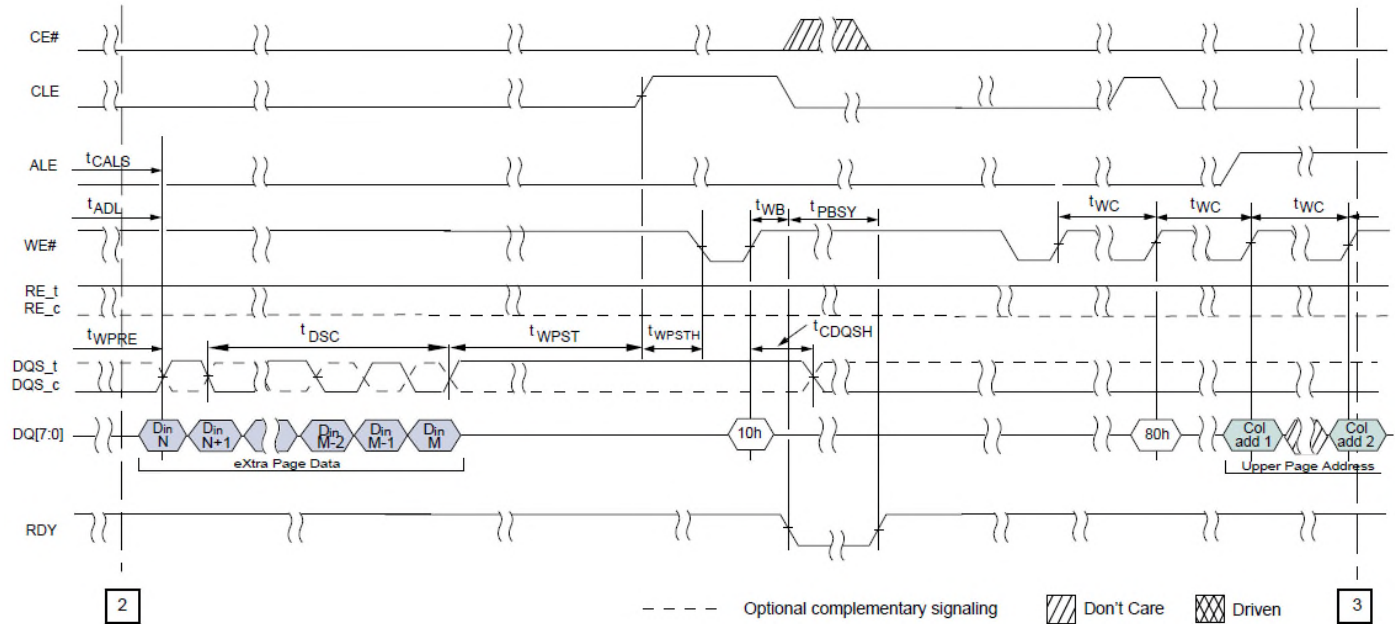 CE#
CLE
ALE
tCALS
tADL
tWB
tPBSY
tWC
tWC
tWC
WE#
RE_t
RE_c
tWPRE
tDSC
tWPST
tWPSTH
tCDQSH
DQS_t
DQS_c
DQ[7:0]
Din N
Din N+1
Din M-2
Din M-1
Din M
10h
80h
Col add 1
Col add 2
eXtra Page Data
Upper Page Address
RDY
2
Optional complementary signaling
Don't Care
Driven
3